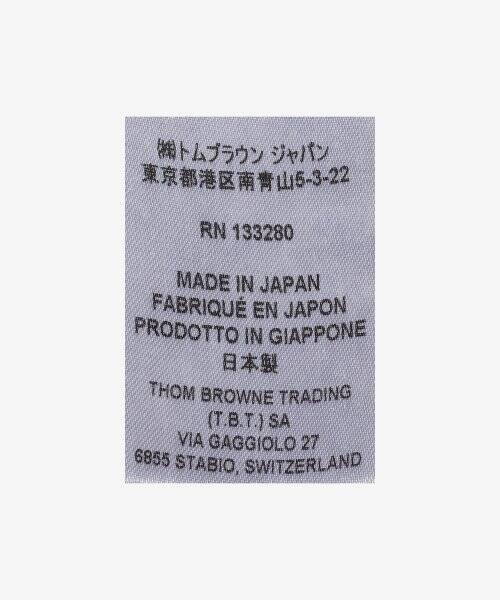 ㈱トムブラウン ジャパン
東京都港区南青山5-3-22
RN 133280
MADE IN JAPAN
FABRIQUÉ EN JAPON
PRODOTTO IN GIAPPONE
日本製
THOM BROWNE TRADING
(T.B.T.) SA
VIA GAGGIOLO 27
6855 STABIO, SWITZERLAND